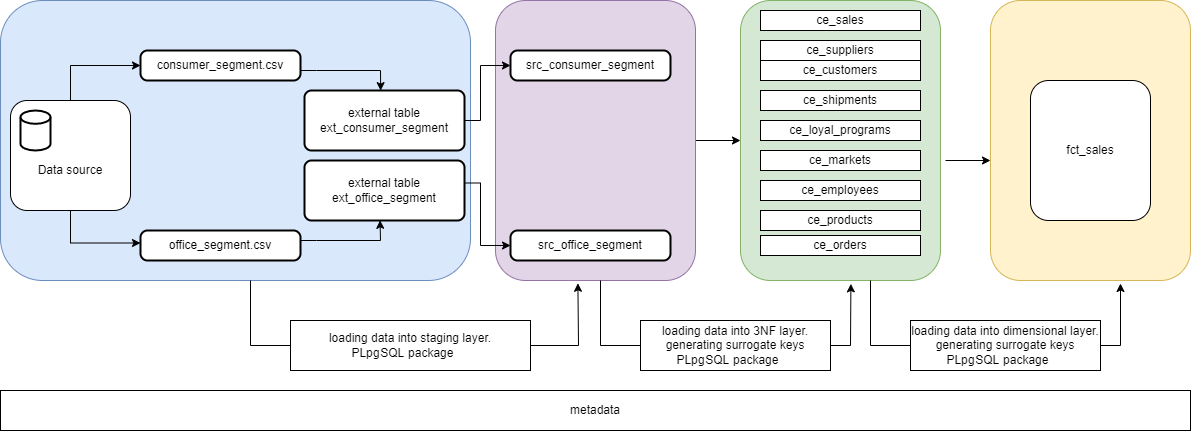 Data source
consumer_segment.csv
office_segment.csv
external table
ext_consumer_segment
external table
ext_office_segment
src_consumer_segment
src_office_segment
ce_sales
ce_suppliers
ce_customers
ce_shipments
ce_loyal_programs
ce_markets
ce_employees
ce_products
ce_orders
fct_sales
loading data into staging layer.
PLpgSQL package
loading data into 3NF layer.
generating surrogate keys
PLpgSQL package
loading data into dimensional layer.
generating surrogate keys
PLpgSQL package
metadata